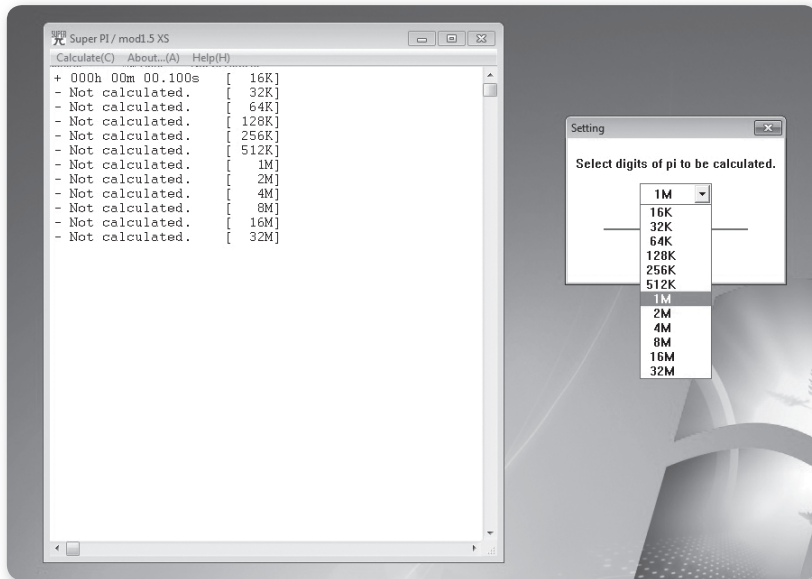 SUPER
π
Super PI / mod1.5 XS
Calculate(C) About...(A) Help(H)
+ 000h 00m 00.100s [ 16K]
- Not calculated. [ 32K]
- Not calculated. [ 64K]
- Not calculated. [ 128K]
- Not calculated. [ 256K]
- Not calculated. [ 512K]
- Not calculated. [ 1M]
- Not calculated. [ 2M]
- Not calculated. [ 4M]
- Not calculated. [ 8M]
- Not calculated. [ 16M]
- Not calculated. [ 32M]
Setting
Select digits of pi to be calculated.
1M
16K
32K
64K
128K
256K
512K
1M
2M
4M
8M
16M
32M